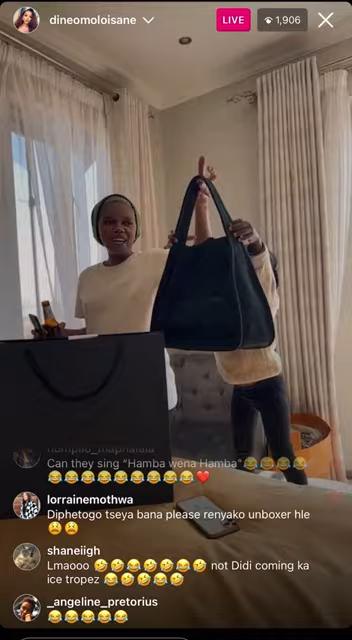 dineomoloisane
LIVE
1,906
Can they sing "Hamba wena Hamba"😂😂😂😂
😂😂😂😂😂😂😂😂😂😂❤️
lorrainemothwa
Diphetogo tseya bana please renyako unboxer hle
😫😫
shaneiigh
Lmaooo 🤣🤣😂🤣😂🤣😂🤣 not Didi coming ka
ice tropez 😂🤣🤣😂🤣
_angeline_pretorius
😂😂😂😂😂